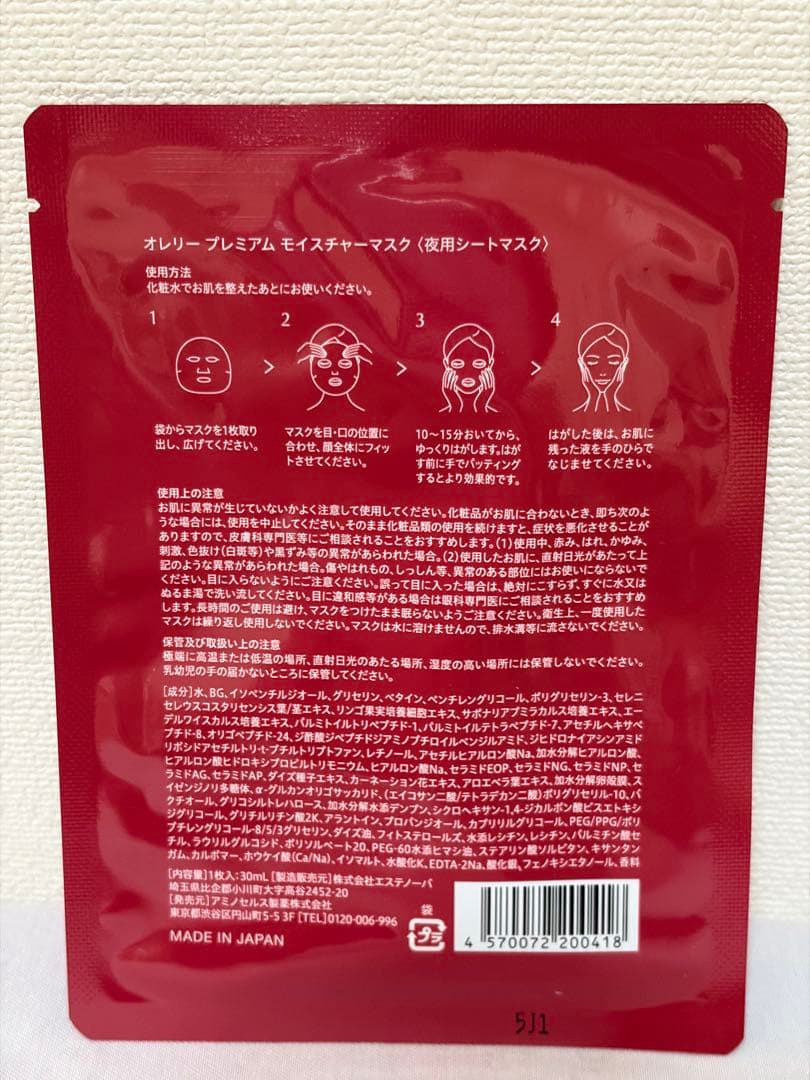 オレリー プレミアム モイスチャーマスク〈夜用シートマスク〉
使用方法
化粧水でお肌を整えたあとにお使いください。
1
2
3
4
袋からマスクを1枚取り
出し、広げてください。
マスクを目・口の位置に
合わせ、顔全体にフィッ
トさせてください。
10〜15分おいてから、
ゆっくりはがします。はが
す前に手でパッティング
するとより効果的です。
はがした後は、お肌に
残った液を手のひらで
なじませてください。
使用上の注意
お肌に異常が生じていないかよく注意して使用してください。化粧品がお肌に合わないとき、即ち次のよ
うな場合には、使用を中止してください。そのまま化粧品類の使用を続けますと、症状を悪化させることが
ありますので、皮膚科専門医等にご相談されることをおすすめします。(1)使用中、赤み、はれ、かゆみ、
刺激、色抜け(白斑等)や黒ずみ等の異常があらわれた場合。(2)使用したお肌に、直射日光があたって上
記のような異常があらわれた場合。傷やはれもの、しっしん等、異常のある部位にはお使いにならないで
ください。目に入らないようにご注意ください。誤って目に入った場合は、絶対にこすらず、すぐに水又は
ぬるま湯で洗い流してください。目に違和感等がある場合は眼科専門医にご相談されることをおすすめ
します。長時間のご使用は避け、マスクをつけたまま眠らないようご注意ください。衛生上、一度使用した
マスクは繰り返し使用しないでください。マスクは水に溶けませんので、排水溝等に流さないでください。
保管及び取扱い上の注意
極端に高温または低温の場所、直射日光のあたる場所、湿度の高い場所には保管しないでください。
乳幼児の手の届かないところに保管してください。
[成分]水、BG、イソペンチルジオール、グリセリン、ベタイン、ペンチレングリコール、ポリグリセリン-3、セレニ
セレウスコスタリセンシス葉/茎エキス、リンゴ果実培養細胞エキス、サポナリアプミラカルス培養エキス、エー
デルワイスカルス培養エキス、パルミトイルトリペプチド-1、パルミトイルテトラペプチド-7、アセチルヘキサペ
プチド-8、オリゴペプチド-24、ジ酢酸ジペプチドジアミノブチロイルベンジルアミド、ジヒドロナイアシンアミド
リポシドアセチルトリ-t-ブチルトリプトファン、レチノール、アセチルヒアルロン酸Na、加水分解ヒアルロン酸、
ヒアルロン酸ヒドロキシプロピルトリモニウム、ヒアルロン酸Na、セラミドEOP、セラミドNG、セラミドNP、セ
ラミドAG、セラミドAP、ダイズ種子エキス、カーネーション花エキス、アロエベラ葉エキス、加水分解卵殻膜、ス
イゼンジノリ多糖体、α-グルカンオリゴサッカリド、(エイコサン二酸/テトラデカン二酸)ポリグリセリル-10、バ
クチオール、グリコシルトレハロース、加水分解水添デンプン、シクロヘキサン-1,4-ジカルボン酸ビスエトキシ
ジグリコール、グリチルリチン酸2K、アラントイン、プロパンジオール、カプリリルグリコール、PEG/PPG/ポリ
ブチレングリコール-8/5/3グリセリン、ダイズ油、フィトステロールズ、水添レシチン、レシチン、パルミチン酸セ
チル、ラウリルグルコシド、ポリソルベート20、PEG-60水添ヒマシ油、ステアリン酸ソルビタン、キサンタン
ガム、カルボマー、ホウケイ酸(Ca/Na)、イソマルト、水酸化K、EDTA-2Na、酸化銀、フェノキシエタノール、香料
[内容量]1枚入:30mL [製造販売元]株式会社エステノーバ
埼玉県比企郡小川町大字高谷2452-20
[発売元]アミノセルス製薬株式会社
東京都渋谷区円山町5-5 3F [TEL]0120-006-996
MADE IN JAPAN
袋
プラ
4 570072 200418
5J1